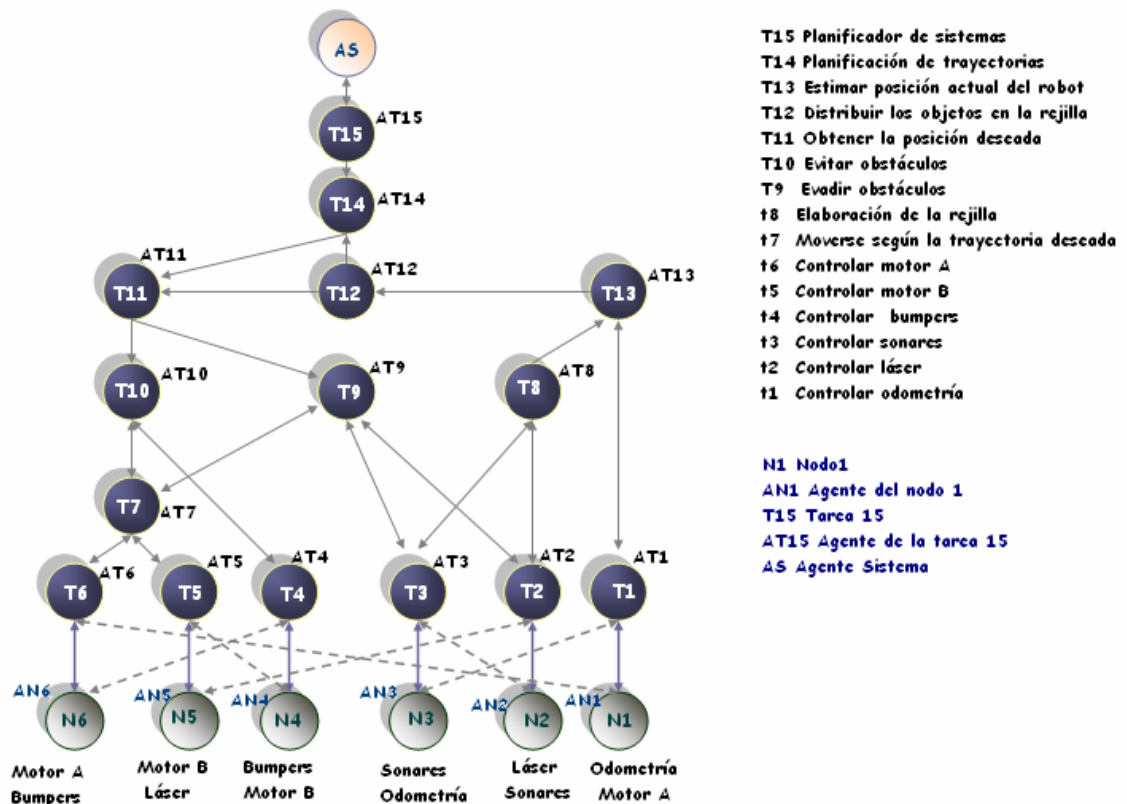 AS
T15 AT15
T14 AT14
AT11
T11
T12 AT12
T13 AT13
T10 AT10
T9 AT9
T8 AT8
T7 AT7
T6 AT6
T5 AT5
T4 AT4
T3 AT3
T2 AT2
T1 AT1
AN6 N6
AN5 N5
AN4 N4
AN3 N3
AN2 N2
AN1 N1
Motor A
Bumpers
Motor B
Láser
Bumpers
Motor B
Sonares
Odometría
Láser
Sonares
Odometría
Motor A
T15 Planificador de sistemas
T14 Planificación de trayectorias
T13 Estimar posición actual del robot
T12 Distribuir los objetos en la rejilla
T11 Obtener la posición deseada
T10 Evitar obstáculos
T9 Evadir obstáculos
t8 Elaboración de la rejilla
t7 Moverse según la trayectoria deseada
t6 Controlar motor A
t5 Controlar motor B
t4 Controlar bumpers
t3 Controlar sonares
t2 Controlar láser
t1 Controlar odometría
N1 Nodo1
AN1 Agente del nodo 1
T15 Tarea 15
AT15 Agente de la tarea 15
AS Agente Sistema